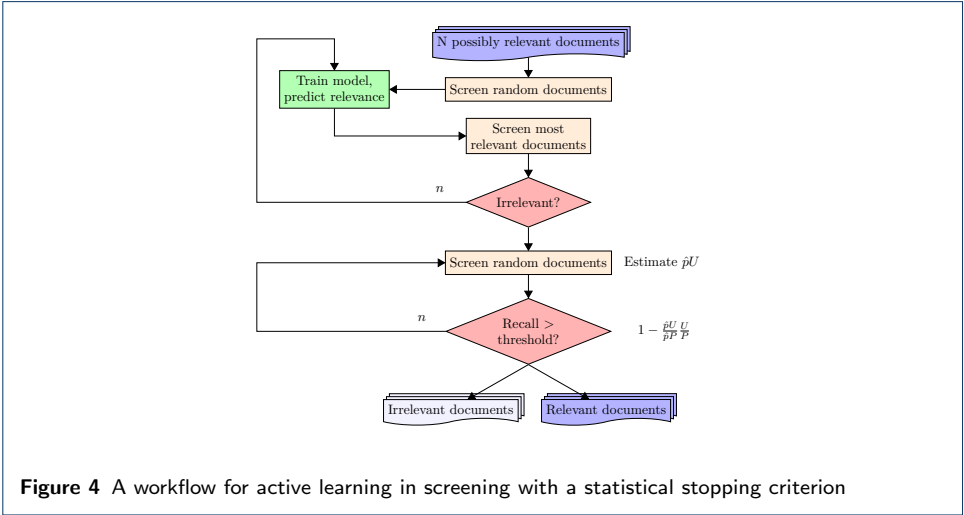 N possibly relevant documents
Train model,
predict relevance
Screen random documents
Screen most
relevant documents
n
Irrelevant?
Screen random documents
Estimate p̂U
n
Recall >
threshold?
1 − p̂U/p̂P U/P
Irrelevant documents
Relevant documents
Figure 4 A workflow for active learning in screening with a statistical stopping criterion